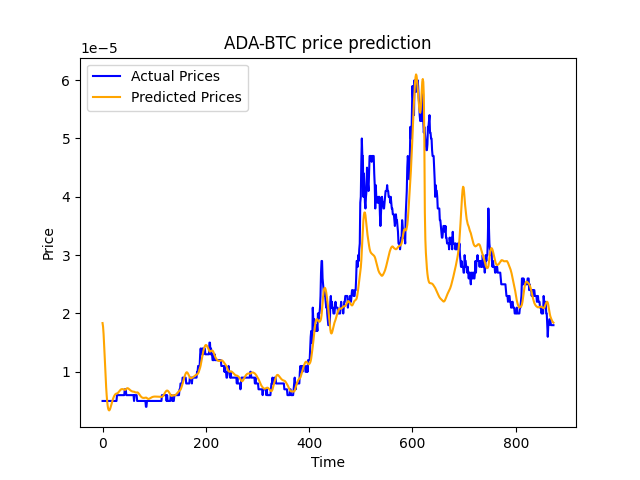 ADA-BTC price prediction
1e−5
Actual Prices
Predicted Prices
6
5
4
3
2
1
Price
0 200 400 600 800
Time